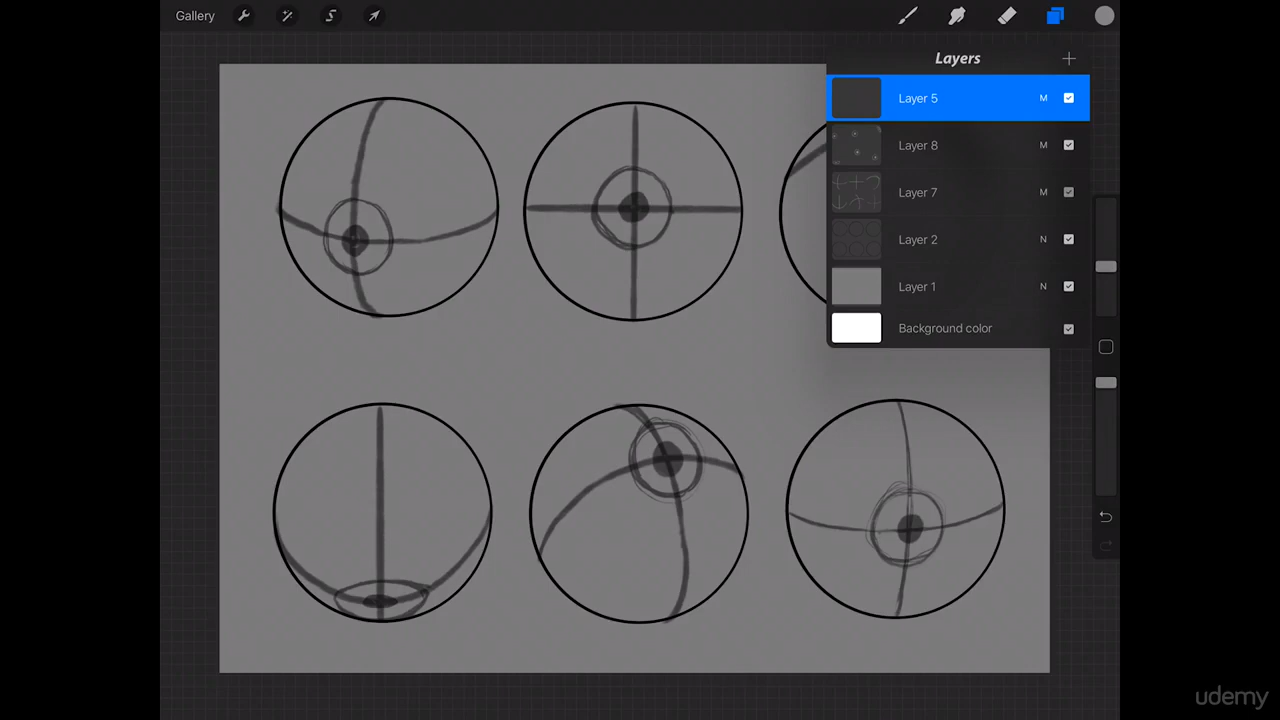 Gallery
Layers
Layer 5 M
Layer 8 M
Layer 7 M
Layer 2 N
Layer 1 N
Background color
udemy